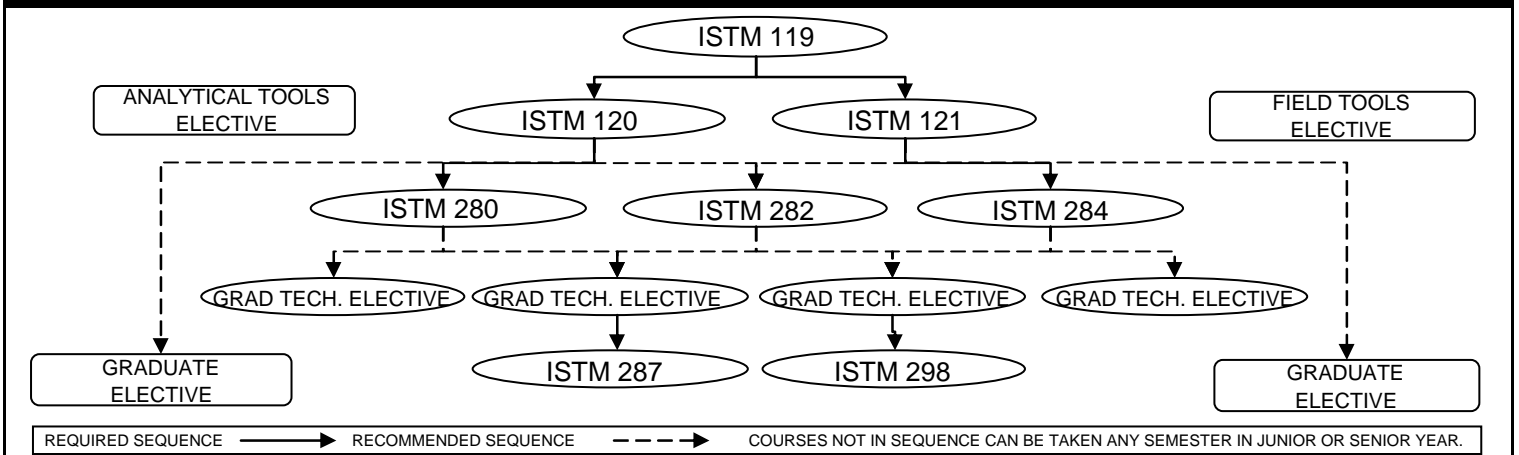 ISTM 119
ANALYTICAL TOOLS
ELECTIVE
ISTM 120
ISTM 121
FIELD TOOLS
ELECTIVE
ISTM 280
ISTM 282
ISTM 284
GRAD TECH. ELECTIVE
GRAD TECH. ELECTIVE
GRAD TECH. ELECTIVE
GRAD TECH. ELECTIVE
GRADUATE
ELECTIVE
ISTM 287
ISTM 298
GRADUATE
ELECTIVE
REQUIRED SEQUENCE RECOMMENDED SEQUENCE COURSES NOT IN SEQUENCE CAN BE TAKEN ANY SEMESTER IN JUNIOR OR SENIOR YEAR.